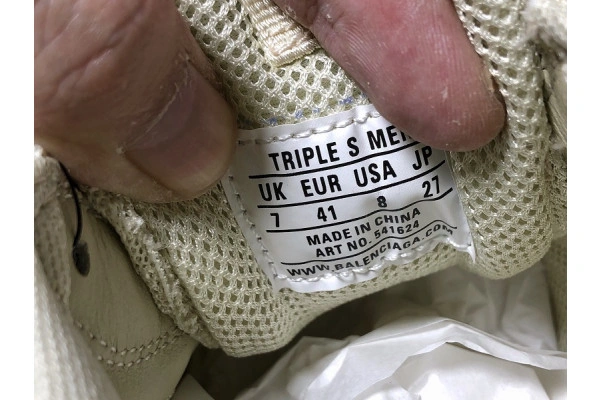 TRIPLE S MEN
UK EUR USA JP
7 41 8 27
MADE IN CHINA
ART NO. 541624
WWW.BALENCIAGA.COM